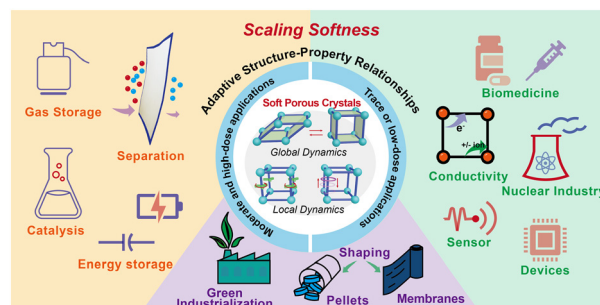 Scaling Softness
Adaptive Structure-Property Relationships
Moderate and high-dose applications
Trace or low-dose applications
Soft Porous Crystals
Global Dynamics
Local Dynamics
Gas Storage
Separation
Catalysis
Energy storage
Biomedicine
e-
+/- ion
Conductivity
Nuclear Industry
Sensor
Devices
Green
Industrialization
Shaping
Pellets
Membranes